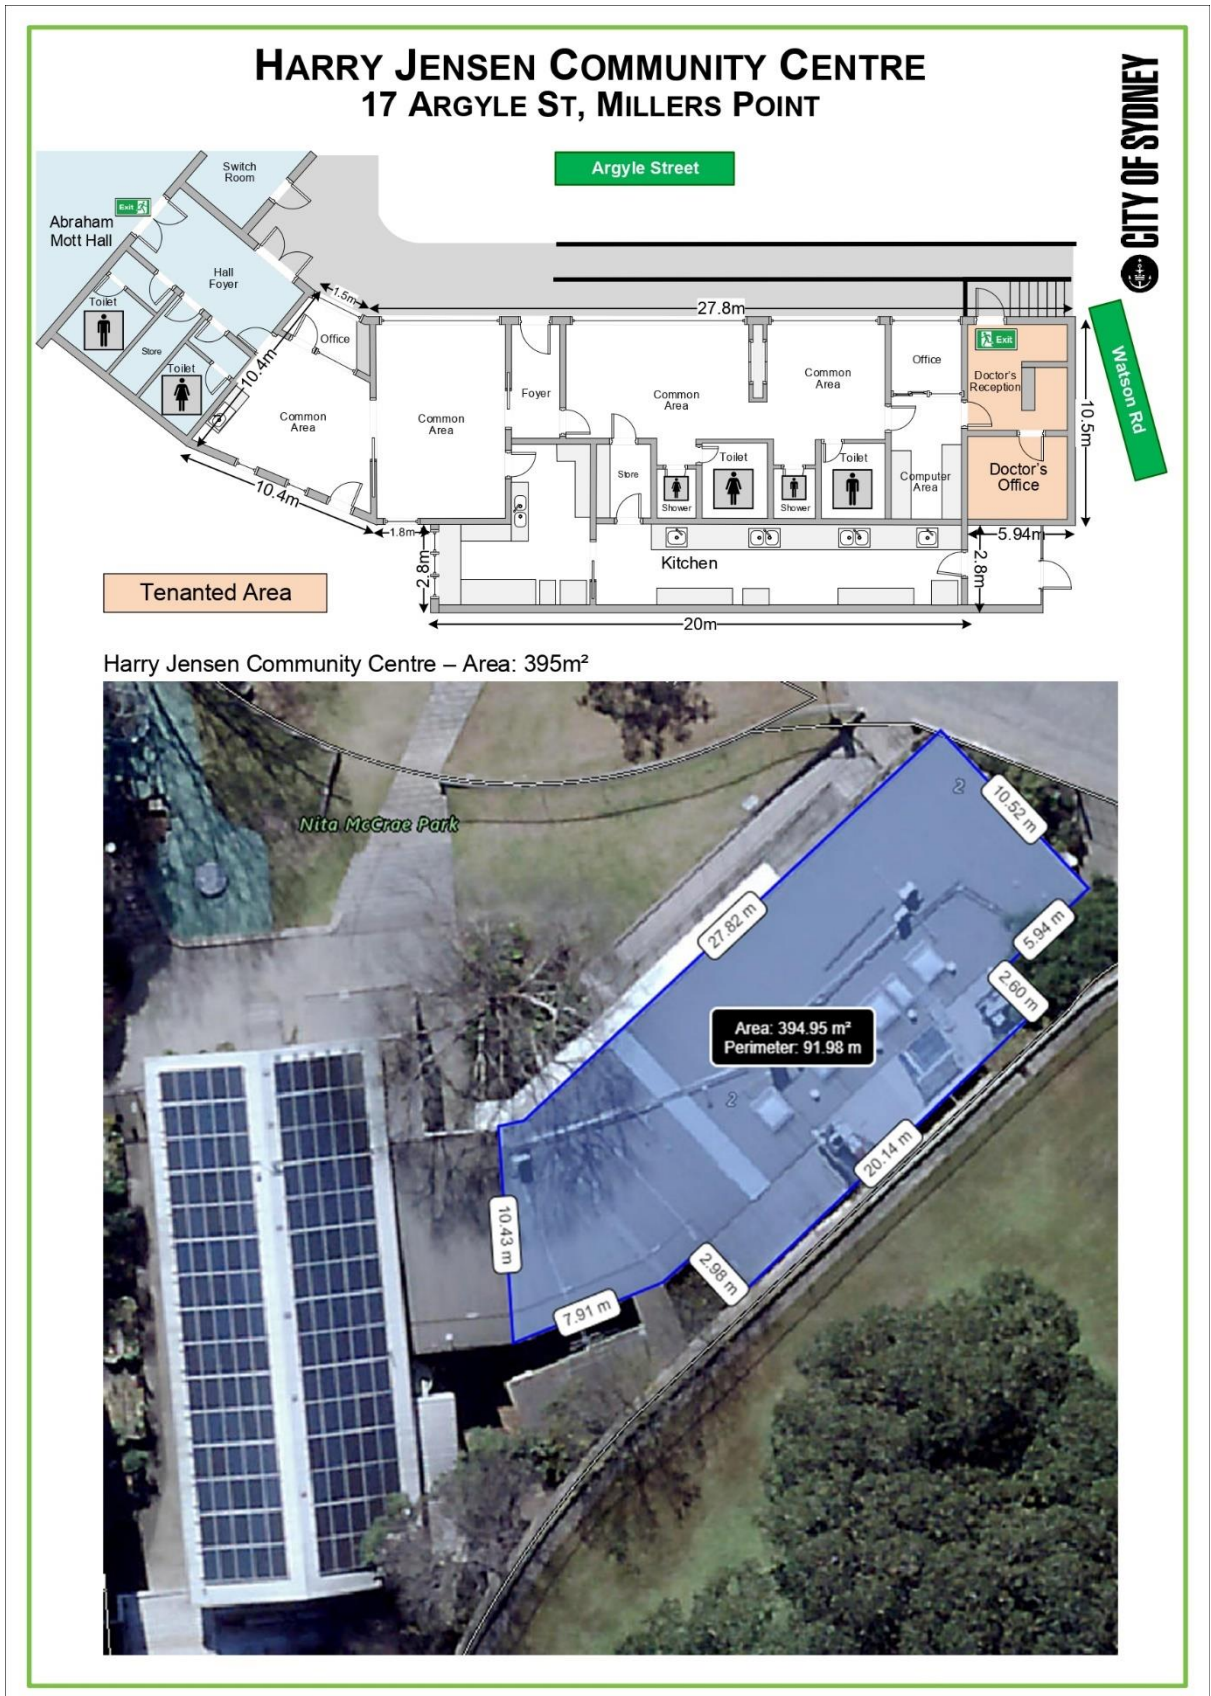 HARRY JENSEN COMMUNITY CENTRE
17 ARGYLE ST, MILLERS POINT
CITY OF SYDNEY
Argyle Street
Switch
Room
Exit
Abraham
Mott Hall
Hall
Foyer
Toilet
Store
Toilet
1.5m
27.8m
Office
10.4m
Common
Area
Common
Area
Foyer
Common
Area
Common
Area
Office
Exit
Doctor's
Reception
Watson Rd
10.5m
Store
Toilet
Toilet
Shower
Shower
Computer
Area
Doctor's
Office
10.4m
1.8m
5.94m
2.8m
Kitchen
2.8m
Tenanted Area
20m
Harry Jensen Community Centre – Area: 395m²
2
10.52 m
Nita McCrae Park
27.82 m
5.94 m
2.60 m
Area: 394.95 m²
Perimeter: 91.98 m
2
20.14 m
10.43 m
2.98 m
7.91 m